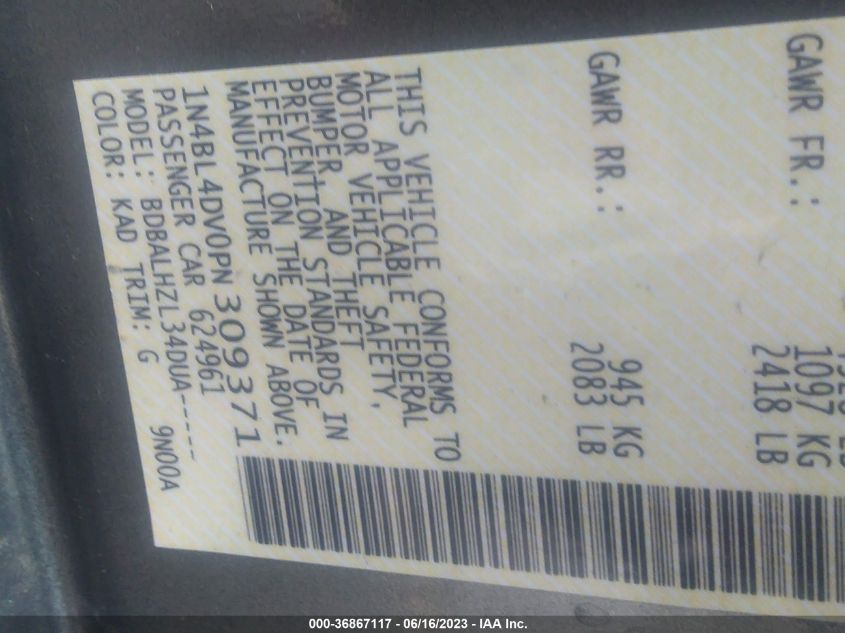 GAWR FR.: 1097 KG
2418 LB
GAWR RR.: 945 KG
2083 LB
THIS VEHICLE CONFORMS TO
ALL APPLICABLE FEDERAL
MOTOR VEHICLE SAFETY,
BUMPER, AND THEFT
PREVENTION STANDARDS IN
EFFECT ON THE DATE OF
MANUFACTURE SHOWN ABOVE.
1N4BL4DV0PN309371
PASSENGER CAR 624961
MODEL: BDBALHZL34DUA-----
COLOR: KAD TRIM: G 9N00A
000-36867117 - 06/16/2023 - IAA Inc.